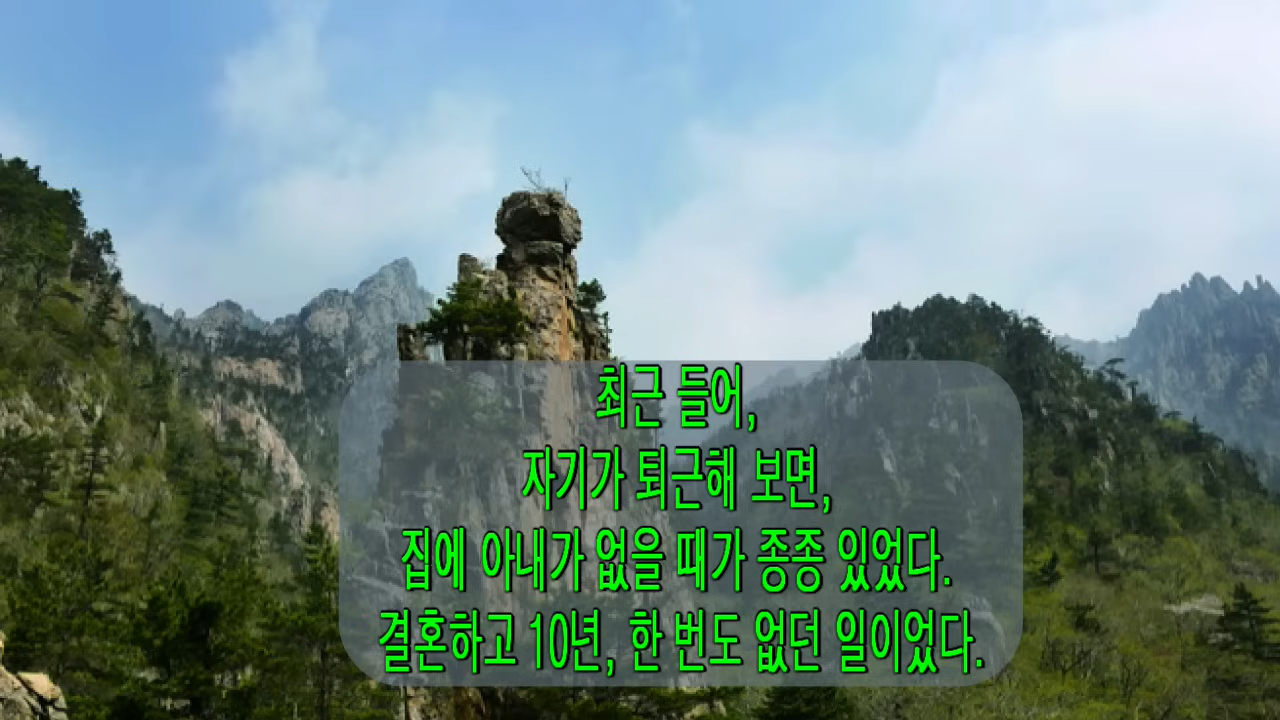 최근 들어,
자기가 퇴근해 보면,
집에 아내가 없을 때가 종종 있었다.
결혼하고 10년, 한 번도 없던 일이었다.